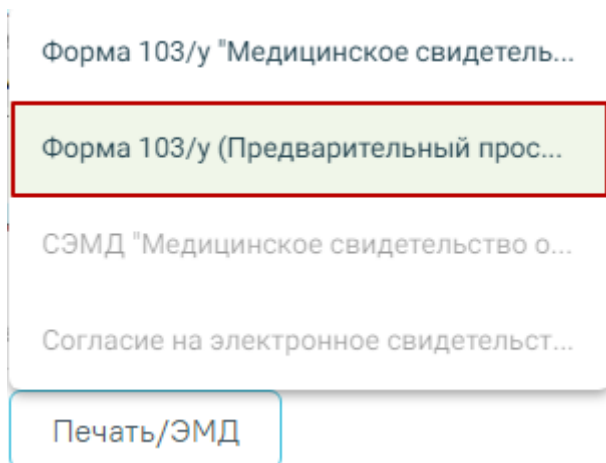 Форма 103/у "Медицинское свидетель...
Форма 103/у (Предварительный прос...
СЭМД "Медицинское свидетельство о...
Согласие на электронное свидетельст...
Печать/ЭМД